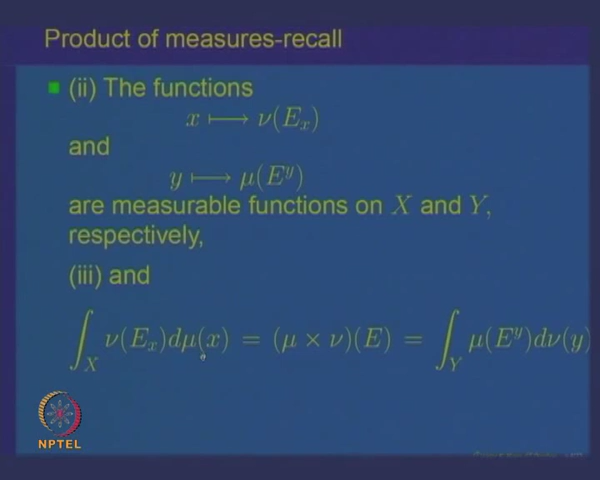 Product of measures-recall
(ii) The functions
x ⟼ ν(E_x)
and
y ⟼ μ(E^y)
are measurable functions on X and Y,
respectively,
(iii) and
∫_X ν(E_x)dμ(x) = (μ × ν)(E) = ∫_Y μ(E^y)dν(y)
NPTEL